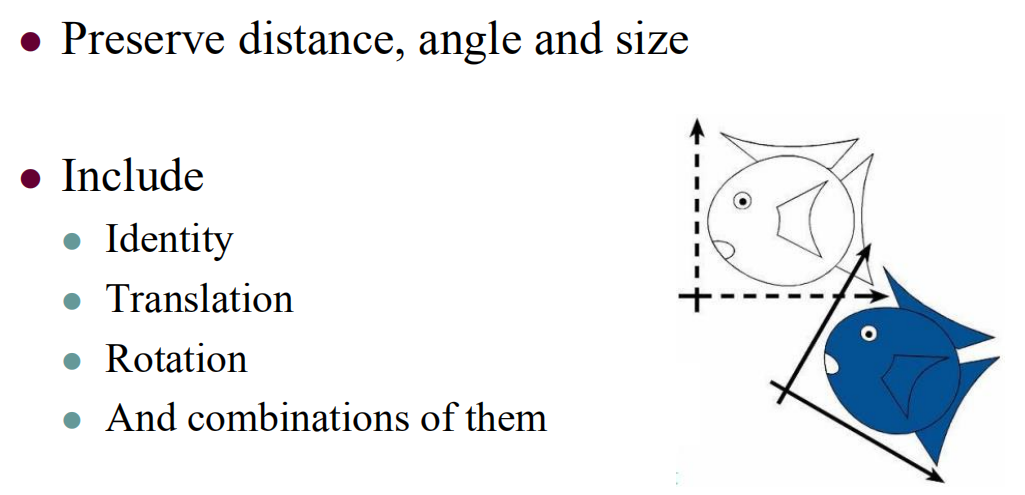 Preserve distance, angle and size
Include
Identity
Translation
Rotation
And combinations of them